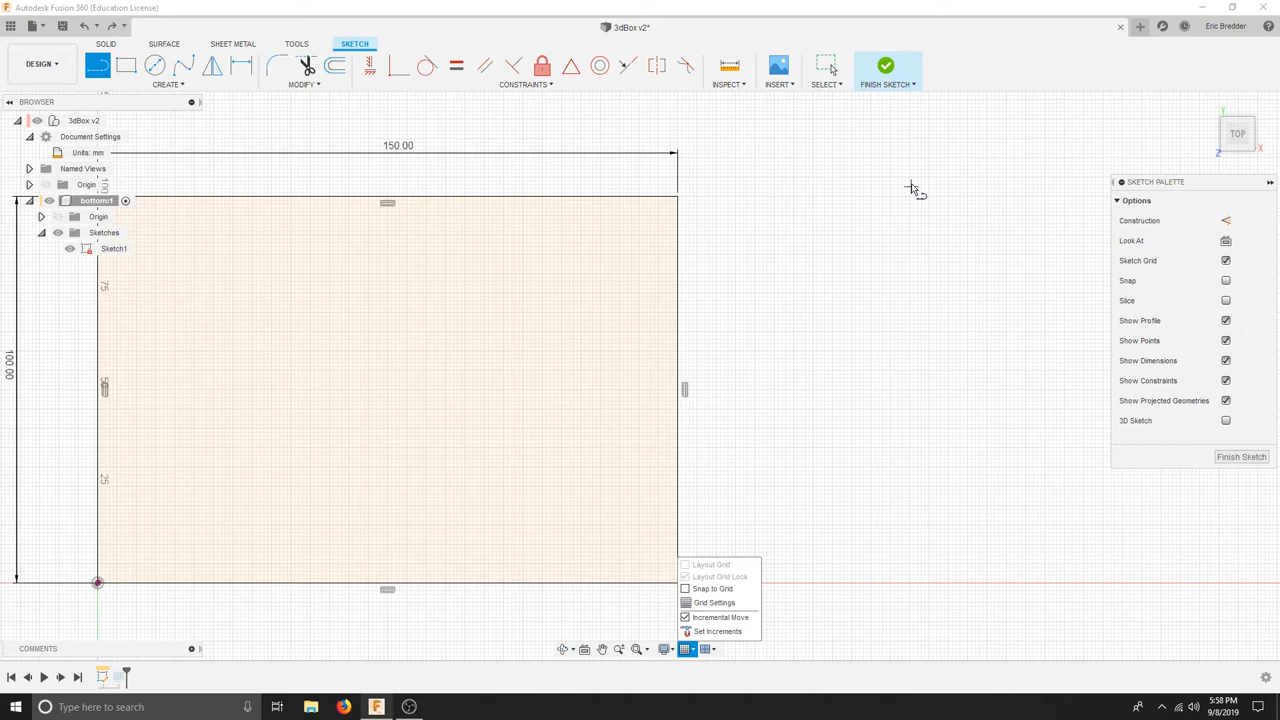 Autodesk Fusion 360 (Education License)
3dBox v2*
Eric Bredder
DESIGN
SOLID
SURFACE
SHEET METAL
TOOLS
SKETCH
CREATE
MODIFY
CONSTRAINTS
INSPECT
INSERT
SELECT
FINISH SKETCH
BROWSER
3dBox v2
Document Settings
Units: mm
Named Views
Origin
bottom:1
Origin
Sketches
Sketch1
150.00
100.00
100
75
25
TOP
X
Y
Z
SKETCH PALETTE
Options
Construction
Look At
Sketch Grid
Snap
Slice
Show Profile
Show Points
Show Dimensions
Show Constraints
Show Projected Geometries
3D Sketch
Finish Sketch
Layout Grid
Layout Grid Lock
Snap to Grid
Grid Settings
Incremental Move
Set Increments
COMMENTS
Type here to search
5:58 PM
9/8/2019